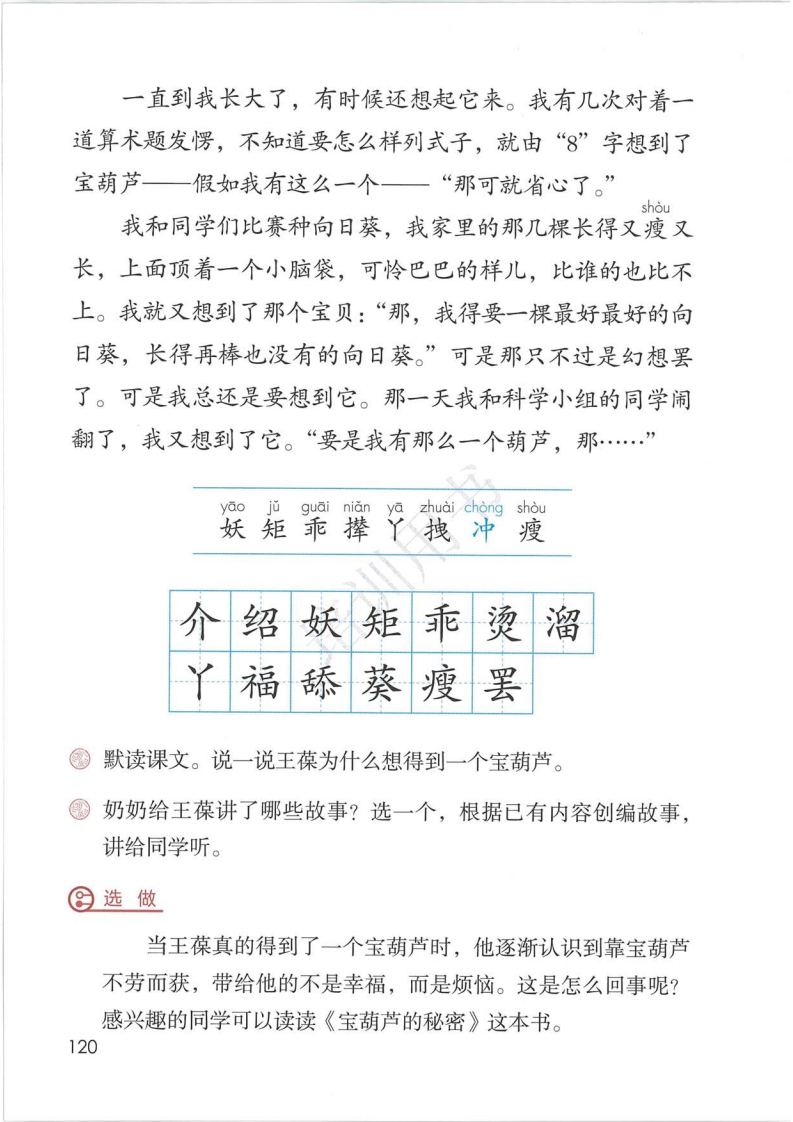 一直到我长大了，有时候还想起它来。我有几次对着一
道算术题发愣，不知道要怎么样列式子，就由“8”字想到了
宝葫芦——假如我有这么一个——“那可就省心了。”
shòu
我和同学们比赛种向日葵，我家里的那几棵长得又瘦又
长，上面顶着一个小脑袋，可怜巴巴的样儿，比谁的也比不
上。我就又想到了那个宝贝：“那，我得要一棵最好最好的向
日葵，长得再棒也没有的向日葵。”可是那只不过是幻想罢
了。可是我总还是要想到它。那一天我和科学小组的同学闹
翻了，我又想到了它。“要是我有那么一个葫芦，那……”
yāo jǔ guāi niǎn yā zhuài chòng shòu
妖 矩 乖 撵 丫 拽 冲 瘦
介 绍 妖 矩 乖 烫 溜
丫 福 舔 葵 瘦 罢
培训用书
默读课文。说一说王葆为什么想得到一个宝葫芦。
奶奶给王葆讲了哪些故事？选一个，根据已有内容创编故事，
讲给同学听。
选 做
当王葆真的得到了一个宝葫芦时，他逐渐认识到靠宝葫芦
不劳而获，带给他的不是幸福，而是烦恼。这是怎么回事呢？
感兴趣的同学可以读读《宝葫芦的秘密》这本书。
120